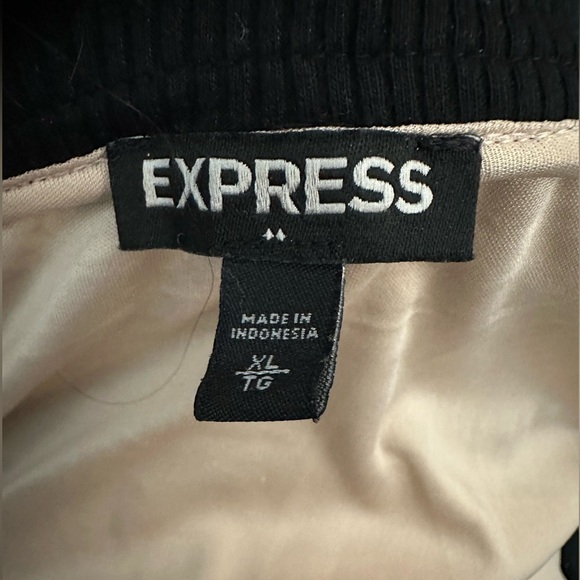 EXPRESS
MADE IN
INDONESIA
XL
TG